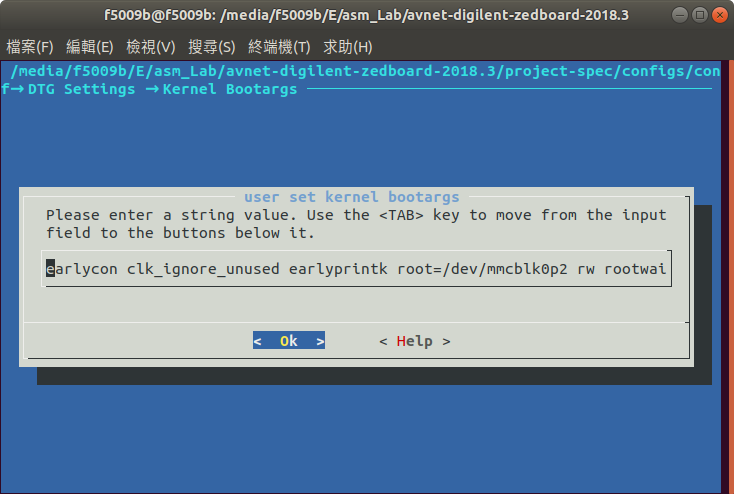 f5009b@f5009b: /media/f5009b/E/asm_Lab/avnet-digilent-zedboard-2018.3
檔案(F) 編輯(E) 檢視(V) 搜尋(S) 終端機(T) 求助(H)
/media/f5009b/E/asm_Lab/avnet-digilent-zedboard-2018.3/project-spec/configs/con
f→DTG Settings →Kernel Bootargs
user set kernel bootargs
Please enter a string value. Use the <TAB> key to move from the input
field to the buttons below it.
earlycon clk_ignore_unused earlyprintk root=/dev/mmcblk0p2 rw rootwai
< Ok > < Help >